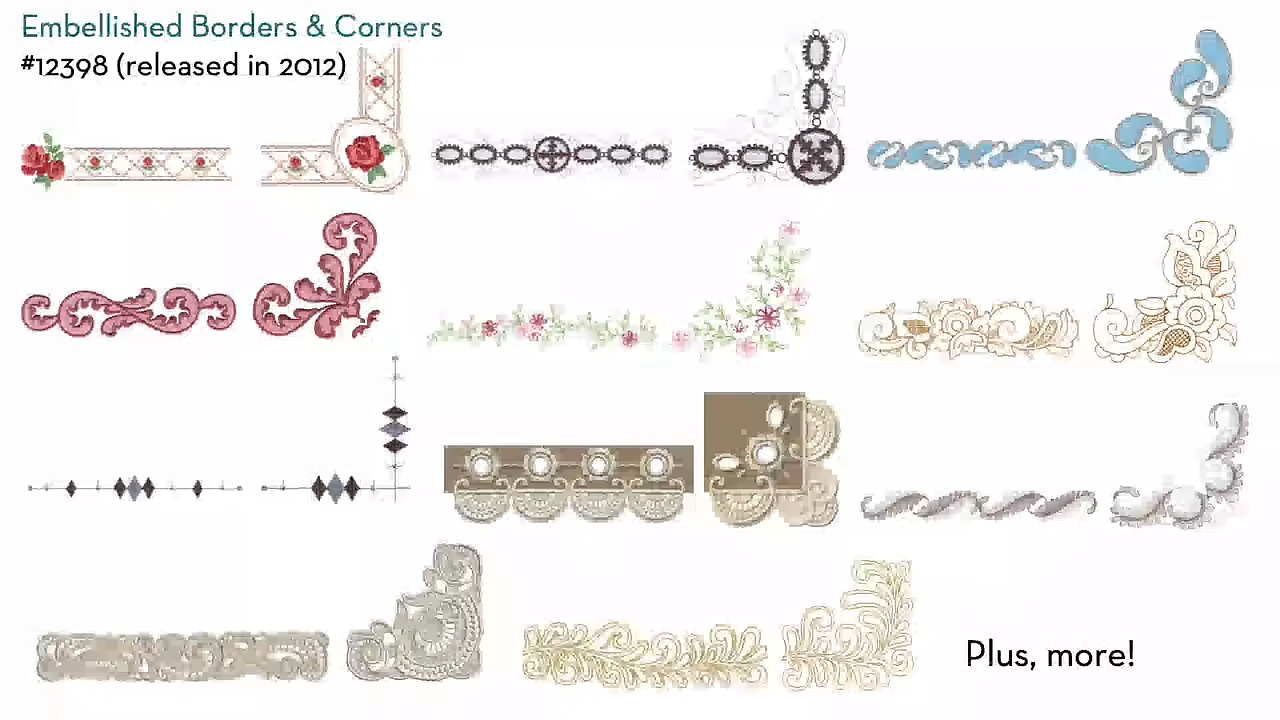 Embellished Borders & Corners
#12398 (released in 2012)
Plus, more!